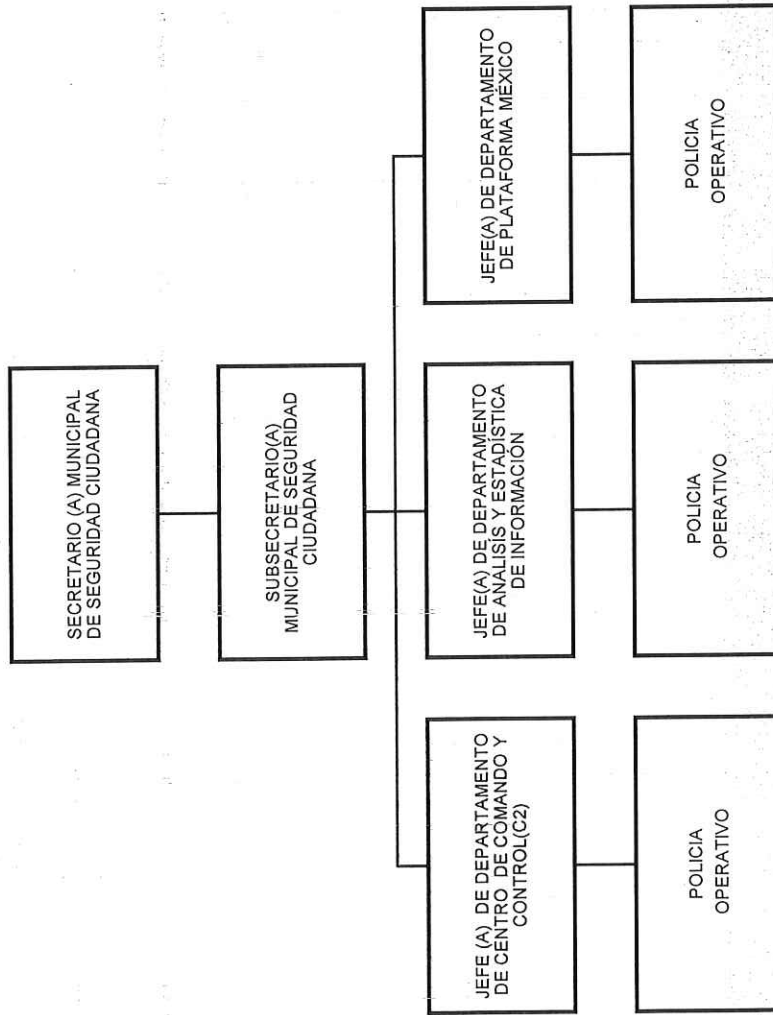 SECRETARIO (A) MUNICIPAL
DE SEGURIDAD CIUDADANA
SUBSECRETARIO(A)
MUNICIPAL DE SEGURIDAD
CIUDADANA
JEFE (A) DE DEPARTAMENTO
DE CENTRO DE COMANDO Y
CONTROL(C2)
JEFE(A) DE DEPARTAMENTO
DE ANALISÍS Y ESTADÍSTICA
DE INFORMACIÓN
JEFE(A) DE DEPARTAMENTO
DE PLATAFORMA MÉXICO
POLICIA
OPERATIVO
POLICIA
OPERATIVO
POLICIA
OPERATIVO